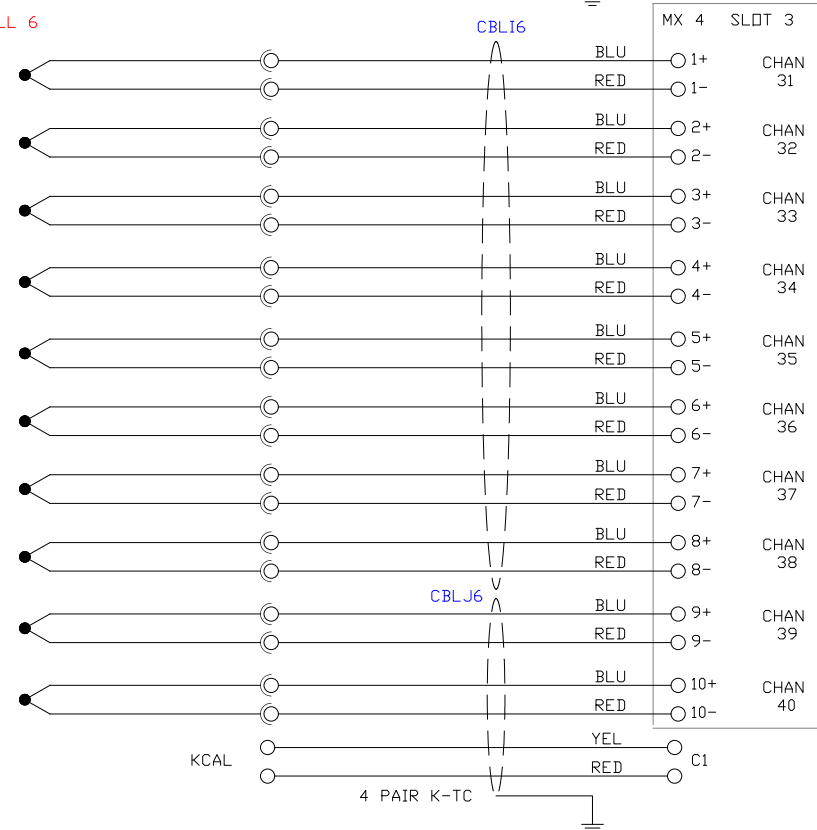 LL 6
CBLI6
MX 4 SLOT 3
BLU 1+ CHAN
RED 1- 31
BLU 2+ CHAN
RED 2- 32
BLU 3+ CHAN
RED 3- 33
BLU 4+ CHAN
RED 4- 34
BLU 5+ CHAN
RED 5- 35
BLU 6+ CHAN
RED 6- 36
BLU 7+ CHAN
RED 7- 37
BLU 8+ CHAN
RED 8- 38
CBLJ6
BLU 9+ CHAN
RED 9- 39
BLU 10+ CHAN
RED 10- 40
YEL
KCAL C1
RED
4 PAIR K-TC